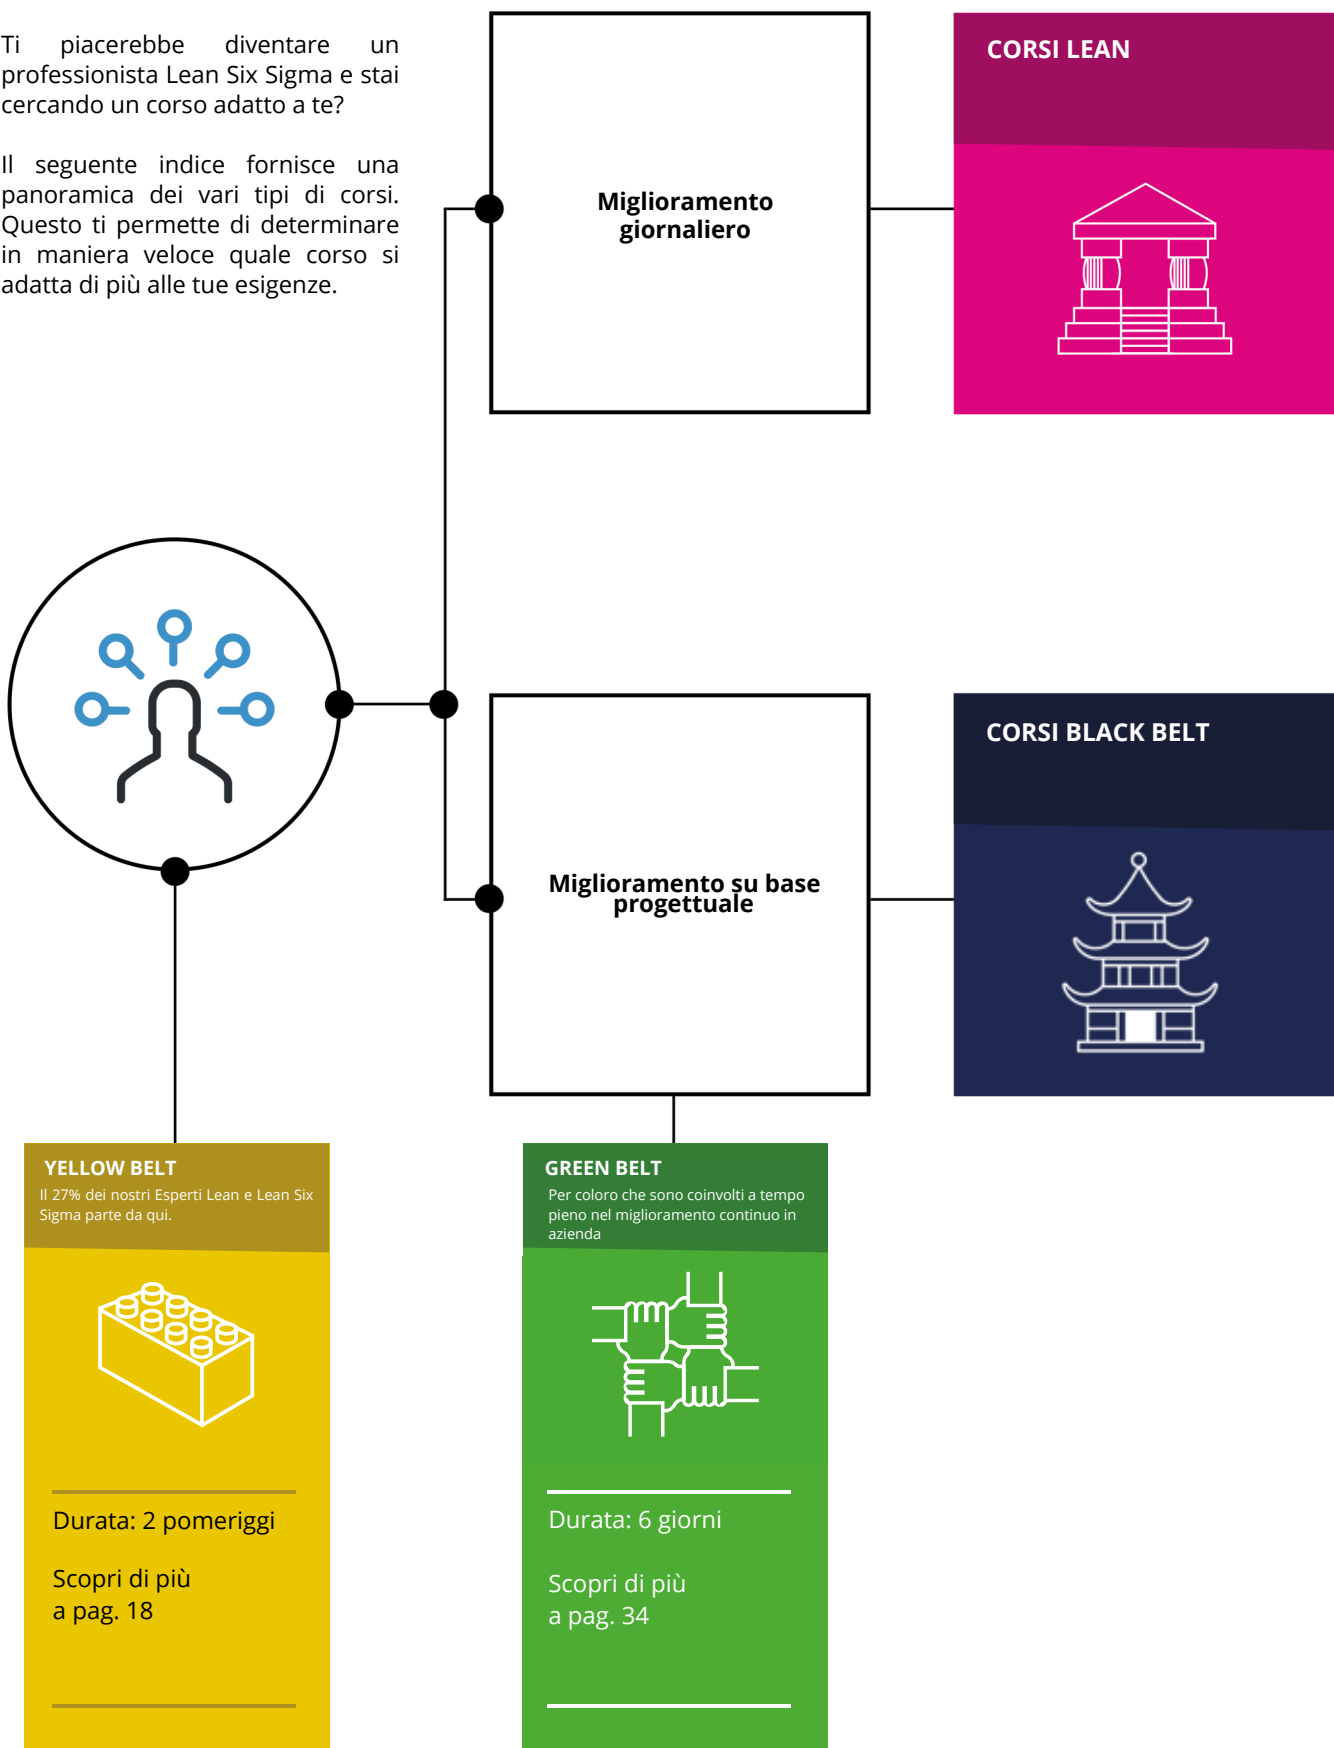 Ti piacerebbe diventare un
professionista Lean Six Sigma e stai
cercando un corso adatto a te?
Il seguente indice fornisce una
panoramica dei vari tipi di corsi.
Questo ti permette di determinare
in maniera veloce quale corso si
adatta di più alle tue esigenze.
Miglioramento
giornaliero
CORSI LEAN
Miglioramento su base
progettuale
CORSI BLACK BELT
YELLOW BELT
Il 27% dei nostri Esperti Lean e Lean Six
Sigma parte da qui.
Durata: 2 pomeriggi
Scopri di più
a pag. 18
GREEN BELT
Per coloro che sono coinvolti a tempo
pieno nel miglioramento continuo in
azienda
Durata: 6 giorni
Scopri di più
a pag. 34